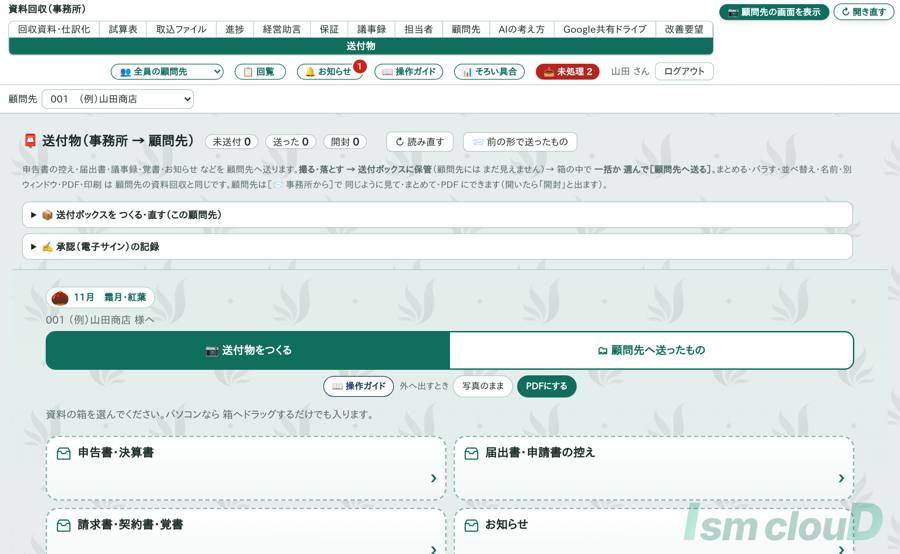 資料回収(事務所)
📷 顧問先の画面を表示
↻ 開き直す
回収資料・仕訳化 試算表 取込ファイル 進捗 経営助言 保証 議事録 担当者 顧問先 AIの考え方 Google共有ドライブ 改善要望
送付物
👥 全員の顧問先 📋 回覧 🔔 お知らせ 1 📖 操作ガイド 📊 そろい具合 📥 未処理 2 山田 さん ログアウト
顧問先 001 (例)山田商店
📮 送付物(事務所 → 顧問先) 未送付 0 送った 0 開封 0 ↻ 読み直す 📨 前の形で送ったもの
申告書の控え・届出書・議事録・覚書・お知らせ などを 顧問先へ送ります。撮る・落とす → 送付ボックスに保管(顧問先には まだ見えません)→ 箱の中で 一括か 選んで[顧問先へ送る]。まとめる・バラす・並べ替え・名前・別
ウィンドウ・PDF・印刷 は 顧問先の資料回収と同じです。顧問先は[📨 事務所から]で 同じように見て・まとめて・PDF にできます(開いたら「開封」と出ます)。
▶ 📦 送付ボックスを つくる・直す(この顧問先)
▶ ✍️ 承認(電子サイン)の記録
11月 霜月・紅葉
001 (例)山田商店 様へ
📷 送付物をつくる
🗂 顧問先へ送ったもの
📖 操作ガイド 外へ出すとき 写真のまま PDFにする
資料の箱を選んでください。パソコンなら 箱へドラッグするだけでも入ります。
申告書・決算書
›
届出書・申請書の控え
›
請求書・契約書・覚書
›
お知らせ
›
Ism clouD